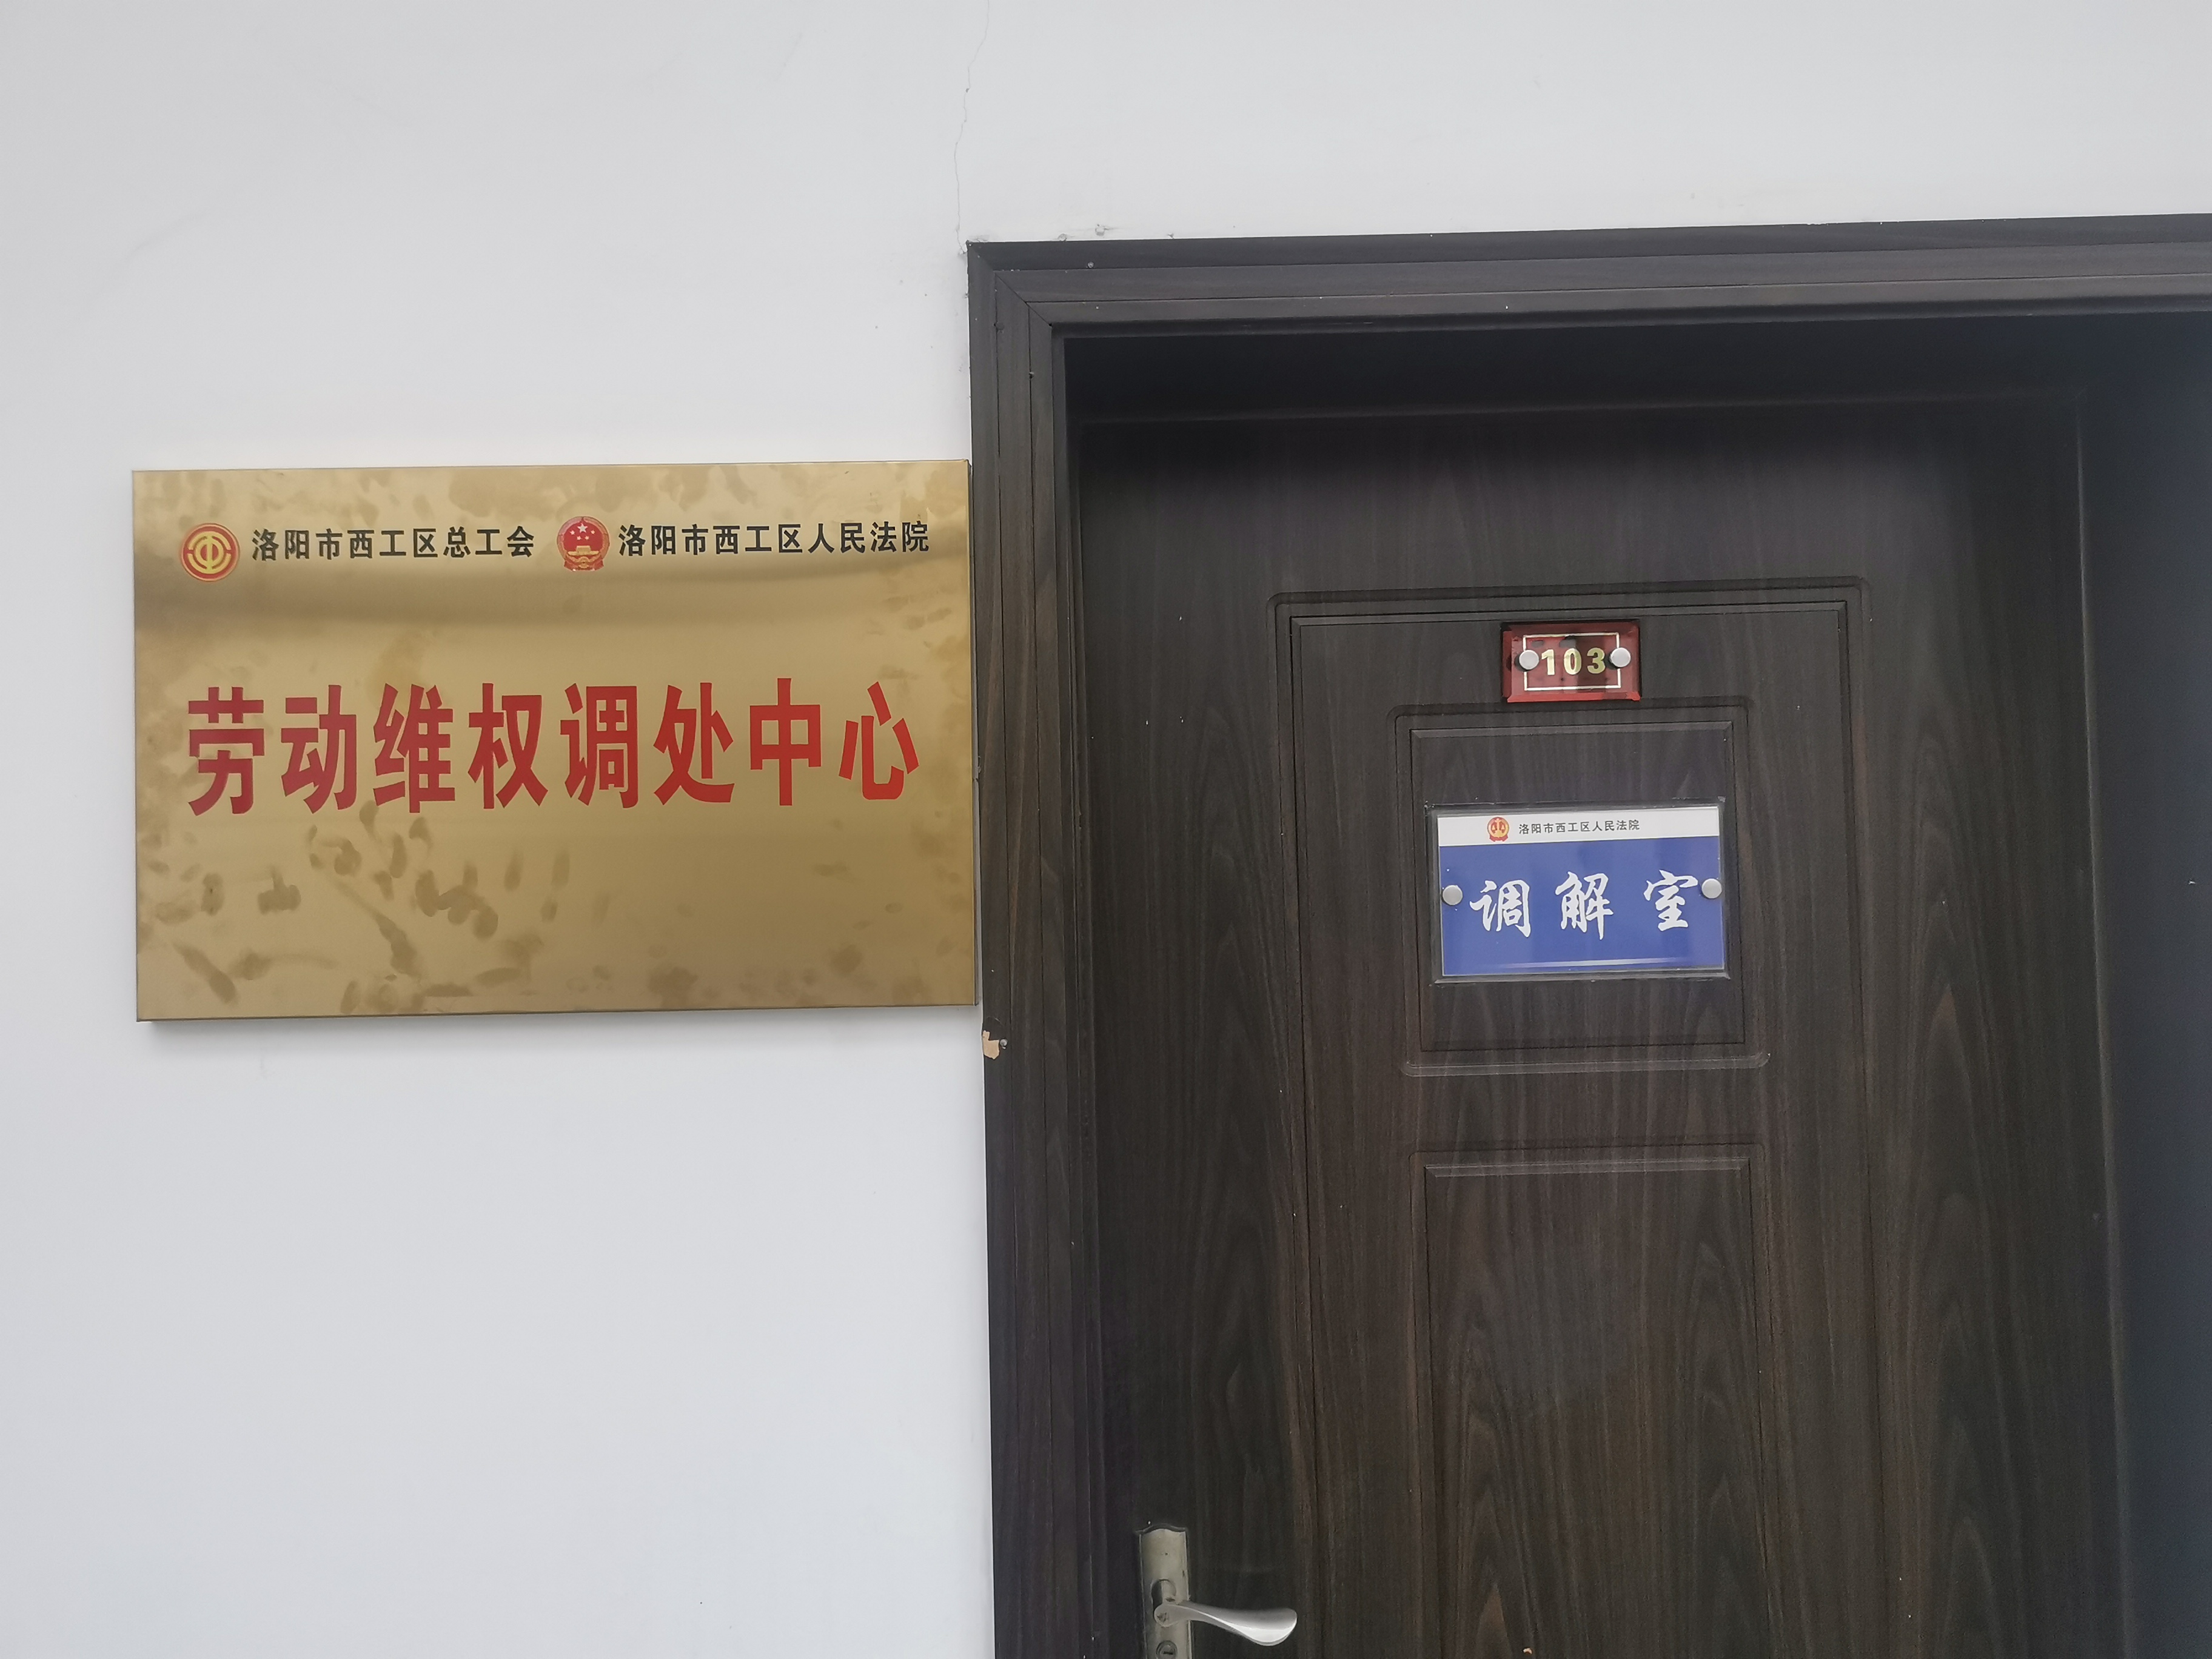 洛阳市西工区总工会 洛阳市西工区人民法院
劳动维权调处中心
103
洛阳市西工区人民法院
调解室